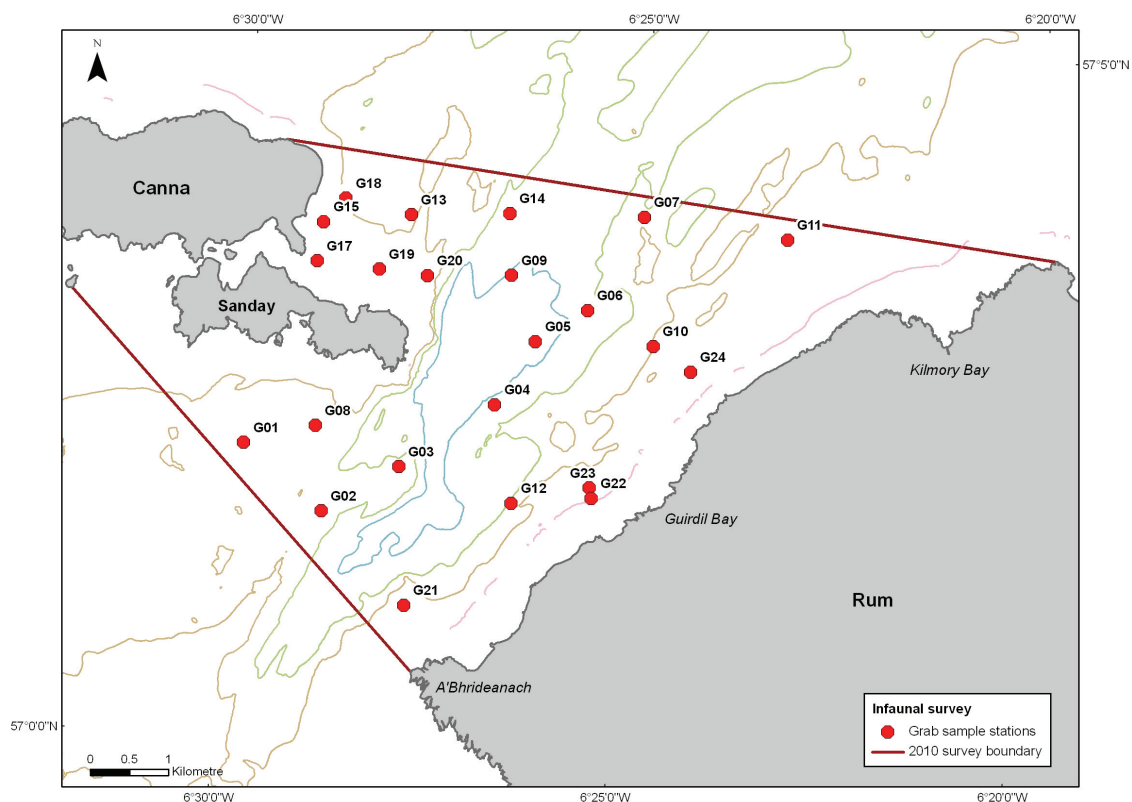 6°30'0"W
6°25'0"W
6°20'0"W
N
57°5'0"N
Canna
G18
G15
G13
G14
G07
G11
G17
G19
G20
G09
Sanday
G06
G05
G10
G24
Kilmory Bay
G04
G08
G01
G03
G23
G22
G12
G02
Guirdil Bay
G21
Rum
A'Bhrideanach
57°0'0"N
Infaunal survey
Grab sample stations
2010 survey boundary
0 0.5 1
Kilometre
6°30'0"W
6°25'0"W
6°20'0"W